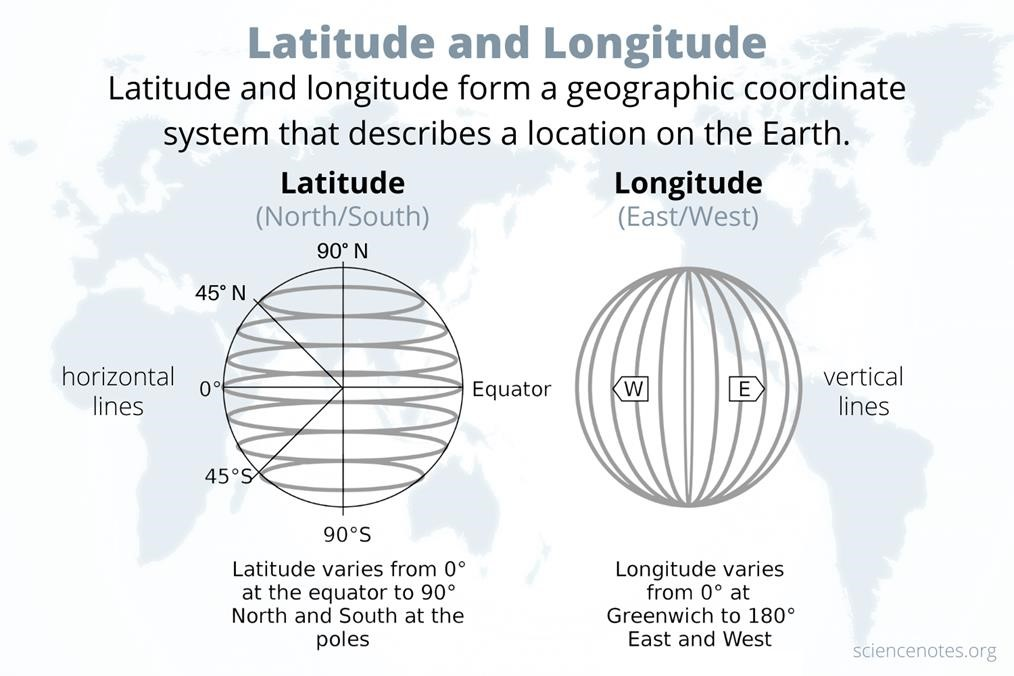 Latitude and Longitude
Latitude and longitude form a geographic coordinate
system that describes a location on the Earth.
Latitude
(North/South)
90° N
45° N
horizontal
lines
0°
Equator
45°S
90°S
Latitude varies from 0°
at the equator to 90°
North and South at the
poles
Longitude
(East/West)
W
E
vertical
lines
Longitude varies
from 0° at
Greenwich to 180°
East and West
sciencenotes.org